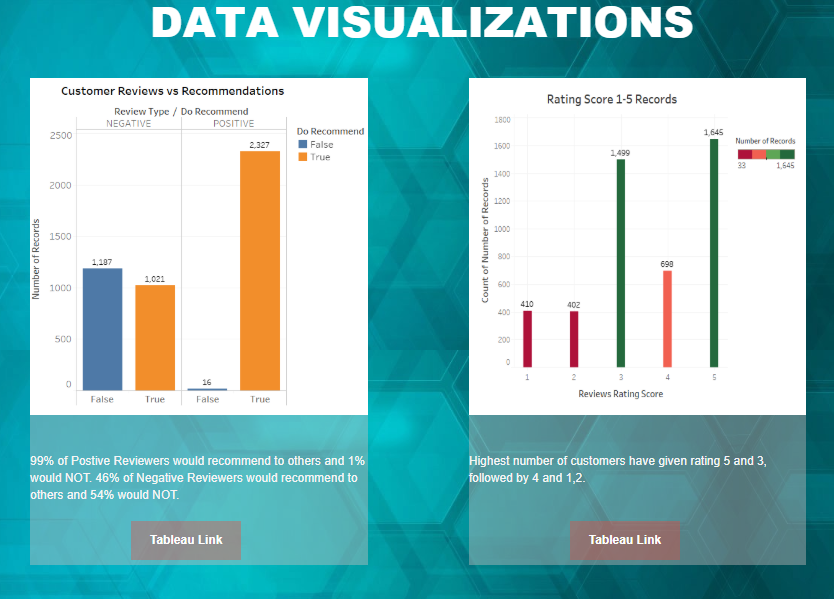 DATA VISUALIZATIONS
Customer Reviews vs Recommendations
Review Type / Do Recommend
NEGATIVE POSITIVE
Do Recommend
False
True
Number of Records
2500
2000
1500
1000
500
0
1,187
1,021
16
2,327
False True False True
99% of Postive Reviewers would recommend to others and 1%
would NOT. 46% of Negative Reviewers would recommend to
others and 54% would NOT.
Tableau Link
Rating Score 1-5 Records
Count of Number of Records
1800
1600
1400
1200
1000
800
600
400
200
0
410
402
1,499
698
1,645
1 2 3 4 5
Reviews Rating Score
Number of Records
33 1,645
Highest number of customers have given rating 5 and 3,
followed by 4 and 1,2.
Tableau Link